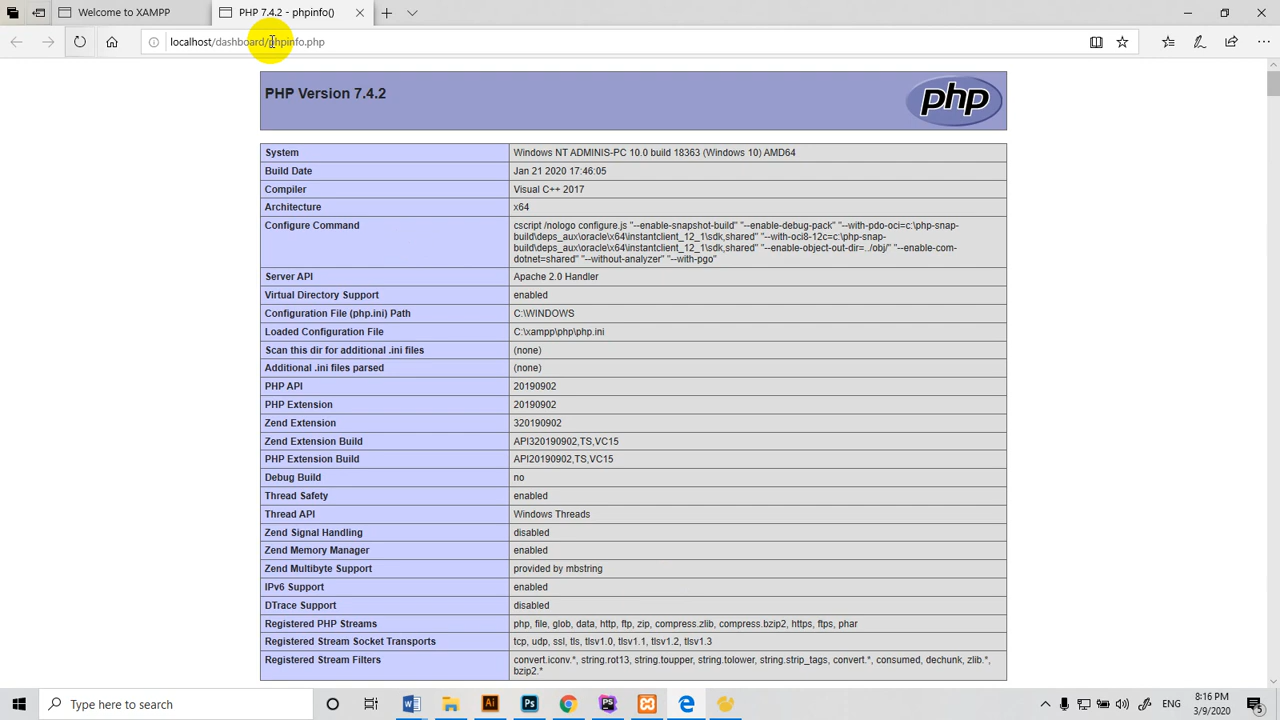 Welcome to XAMPP
PHP 7.4.2 - phpinfo()
localhost/dashboard/phpinfo.php
PHP Version 7.4.2
php
System Windows NT ADMINIS-PC 10.0 build 18363 (Windows 10) AMD64
Build Date Jan 21 2020 17:46:05
Compiler Visual C++ 2017
Architecture x64
Configure Command cscript /nologo configure.js "--enable-snapshot-build" "--enable-debug-pack" "--with-pdo-oci=c:\php-snap-
build\deps_aux\oracle\x64\instantclient_12_1\sdk,shared" "--with-oci8-12c=c:\php-snap-
build\deps_aux\oracle\x64\instantclient_12_1\sdk,shared" "--enable-object-out-dir=../obj/" "--enable-com-
dotnet=shared" "--without-analyzer" "--with-pgo"
Server API Apache 2.0 Handler
Virtual Directory Support enabled
Configuration File (php.ini) Path C:\WINDOWS
Loaded Configuration File C:\xampp\php\php.ini
Scan this dir for additional .ini files (none)
Additional .ini files parsed (none)
PHP API 20190902
PHP Extension 20190902
Zend Extension 320190902
Zend Extension Build API320190902,TS,VC15
PHP Extension Build API20190902,TS,VC15
Debug Build no
Thread Safety enabled
Thread API Windows Threads
Zend Signal Handling disabled
Zend Memory Manager enabled
Zend Multibyte Support provided by mbstring
IPv6 Support enabled
DTrace Support disabled
Registered PHP Streams php, file, glob, data, http, ftp, zip, compress.zlib, compress.bzip2, https, ftps, phar
Registered Stream Socket Transports tcp, udp, ssl, tls, tlsv1.0, tlsv1.1, tlsv1.2, tlsv1.3
Registered Stream Filters convert.iconv.*, string.rot13, string.toupper, string.tolower, string.strip_tags, convert.*, consumed, dechunk, zlib.*,
bzip2.*
Type here to search
Ai
Ps
PS
ENG
8:16 PM
3/9/2020
5